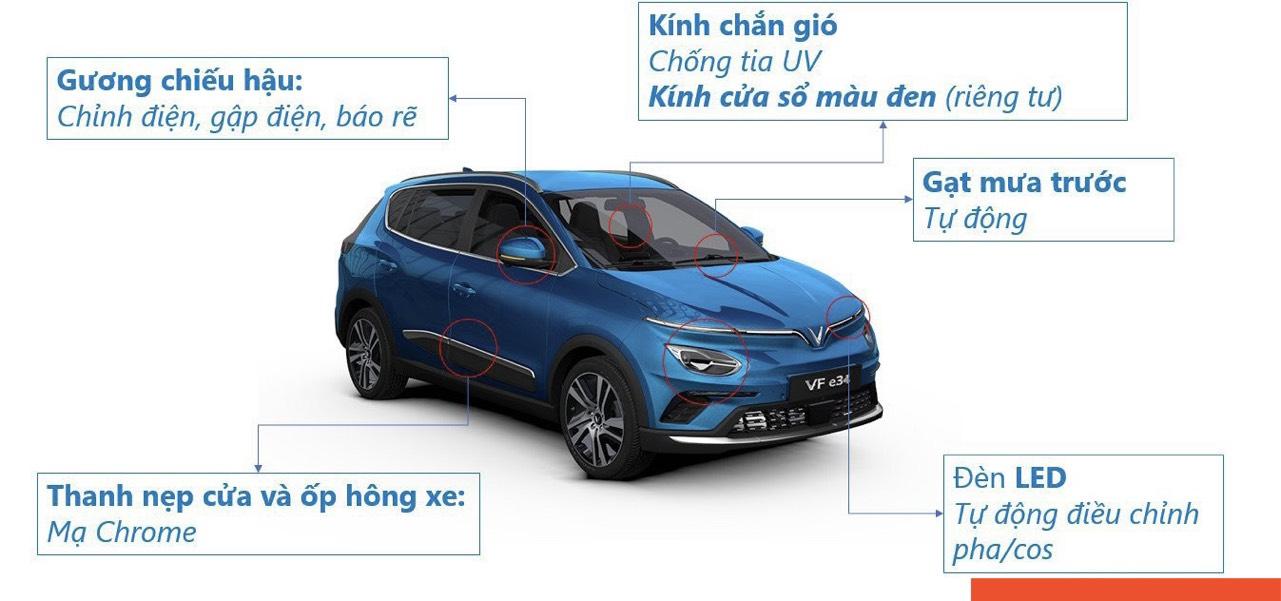 Kính chắn gió
Chống tia UV
Kính cửa sổ màu đen (riêng tư)
Gương chiếu hậu:
Chỉnh điện, gập điện, báo rẽ
Gạt mưa trước
Tự động
VF e34
Thanh nẹp cửa và ốp hông xe:
Mạ Chrome
Đèn LED
Tự động điều chỉnh
pha/cos